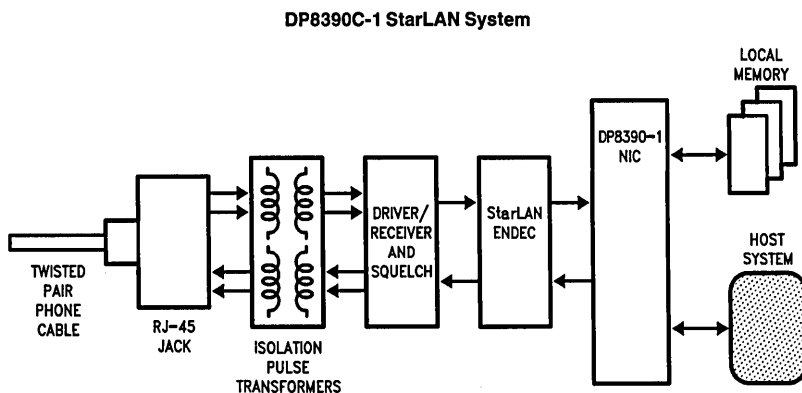 DP8390C-1 StarLAN System
TWISTED
PAIR
PHONE
CABLE
RJ-45
JACK
ISOLATION
PULSE
TRANSFORMERS
DRIVER/
RECEIVER
AND
SQUELCH
StarLAN
ENDEC
DP8390-1
NIC
LOCAL
MEMORY
HOST
SYSTEM